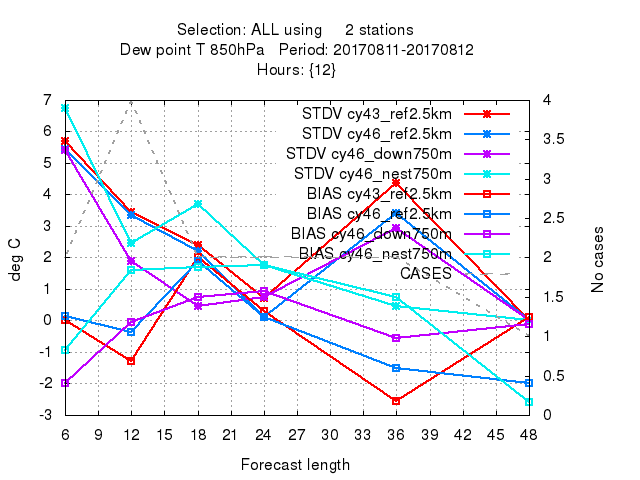 Selection: ALL using 2 stations
Dew point T 850hPa Period: 20170811-20170812
Hours: {12}
7 4
STDV cy43_ref2.5km
6 3.5
STDV cy46_ref2.5km
STDV cy46_down750m
5 3
STDV cy46_nest750m
4
BIAS cy43_ref2.5km
BIAS cy46_ref2.5km
3 2.5
BIAS cy46_down750m
BIAS cy46_nest750m
2 2
CASES
1 1.5
0
-1 1
-2 0.5
-3 0
deg C
No cases
6 9 12 15 18 21 24 27 30 33 36 39 42 45 48
Forecast length